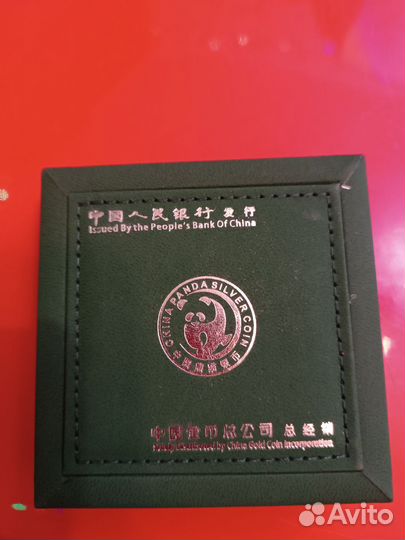 中国人民银行 发行
Issued By the People's Bank Of China
CHINA PANDA SILVER COIN
中国熊猫银币
中国金币总公司 总经销
Distributed by China Gold Coin Incorporation
Avito